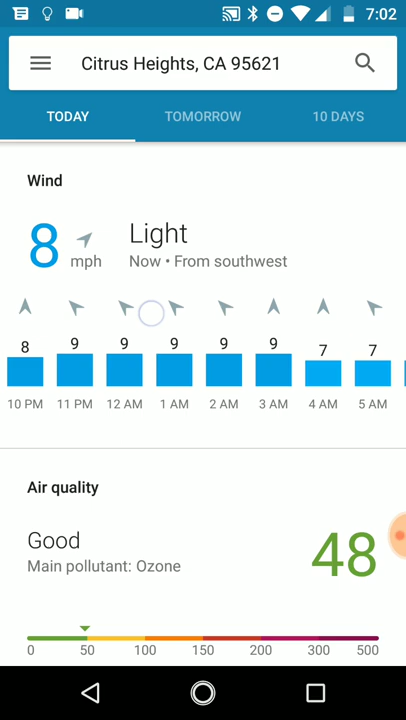 7:02
Citrus Heights, CA 95621
TODAY TOMORROW 10 DAYS
Wind
8 mph
Light
Now • From southwest
8 9 9 9 9 9 7 7
10 PM 11 PM 12 AM 1 AM 2 AM 3 AM 4 AM 5 AM
Air quality
Good
Main pollutant: Ozone
48
0 50 100 150 200 300 500